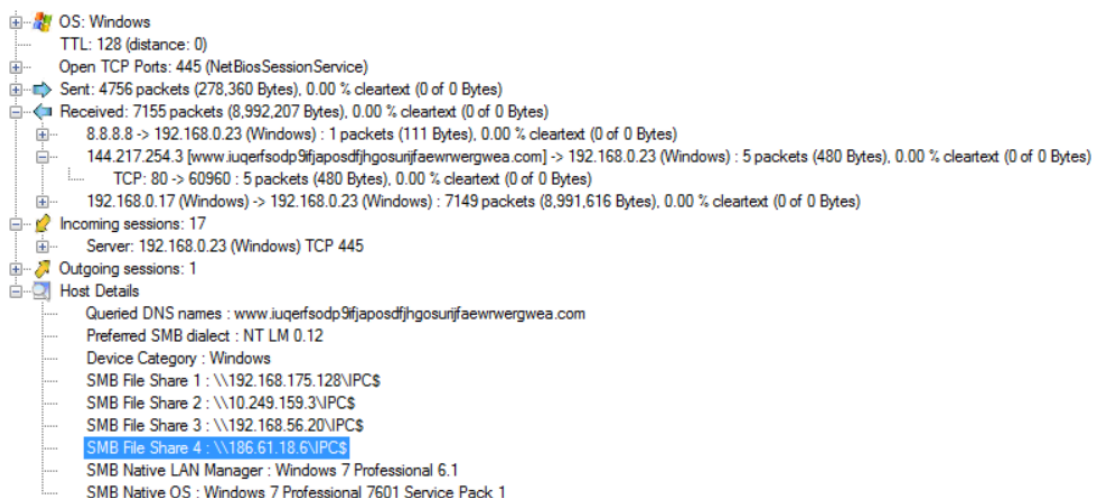 OS: Windows
TTL: 128 (distance: 0)
Open TCP Ports: 445 (NetBiosSessionService)
Sent: 4756 packets (278,360 Bytes), 0.00 % cleartext (0 of 0 Bytes)
Received: 7155 packets (8,992,207 Bytes), 0.00 % cleartext (0 of 0 Bytes)
8.8.8.8 -> 192.168.0.23 (Windows) : 1 packets (111 Bytes), 0.00 % cleartext (0 of 0 Bytes)
144.217.254.3 [www.iuqerfsodp9ifjaposdfjhgosurijfaewrwergwea.com] -> 192.168.0.23 (Windows) : 5 packets (480 Bytes), 0.00 % cleartext (0 of 0 Bytes)
TCP: 80 -> 60960 : 5 packets (480 Bytes), 0.00 % cleartext (0 of 0 Bytes)
192.168.0.17 (Windows) -> 192.168.0.23 (Windows) : 7149 packets (8,991,616 Bytes), 0.00 % cleartext (0 of 0 Bytes)
Incoming sessions: 17
Server: 192.168.0.23 (Windows) TCP 445
Outgoing sessions: 1
Host Details
Queried DNS names : www.iuqerfsodp9ifjaposdfjhgosurijfaewrwergwea.com
Preferred SMB dialect : NT LM 0.12
Device Category : Windows
SMB File Share 1 : \\192.168.175.128\IPC$
SMB File Share 2 : \\10.249.159.3\IPC$
SMB File Share 3 : \\192.168.56.20\IPC$
SMB File Share 4 : \\186.61.18.6\IPC$
SMB Native LAN Manager : Windows 7 Professional 6.1
SMB Native OS : Windows 7 Professional 7601 Service Pack 1